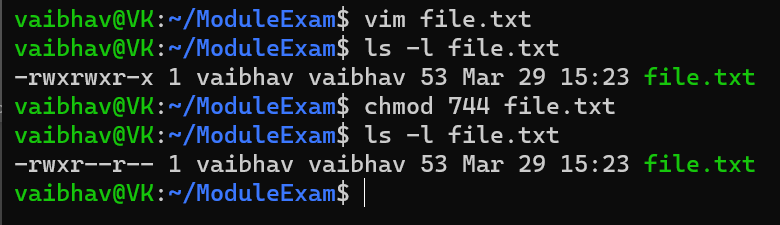 vaibhav@VK:~/ModuleExam$ vim file.txt
vaibhav@VK:~/ModuleExam$ ls -l file.txt
-rwxrwxr-x 1 vaibhav vaibhav 53 Mar 29 15:23 file.txt
vaibhav@VK:~/ModuleExam$ chmod 744 file.txt
vaibhav@VK:~/ModuleExam$ ls -l file.txt
-rwxr--r-- 1 vaibhav vaibhav 53 Mar 29 15:23 file.txt
vaibhav@VK:~/ModuleExam$